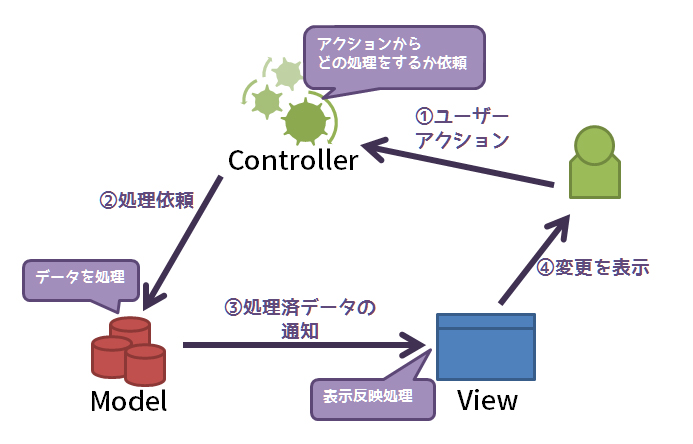 アクションから
どの処理をするか依頼
①ユーザー
アクション
Controller
②処理依頼
データを処理
④変更を表示
③処理済データの
通知
表示反映処理
Model
View